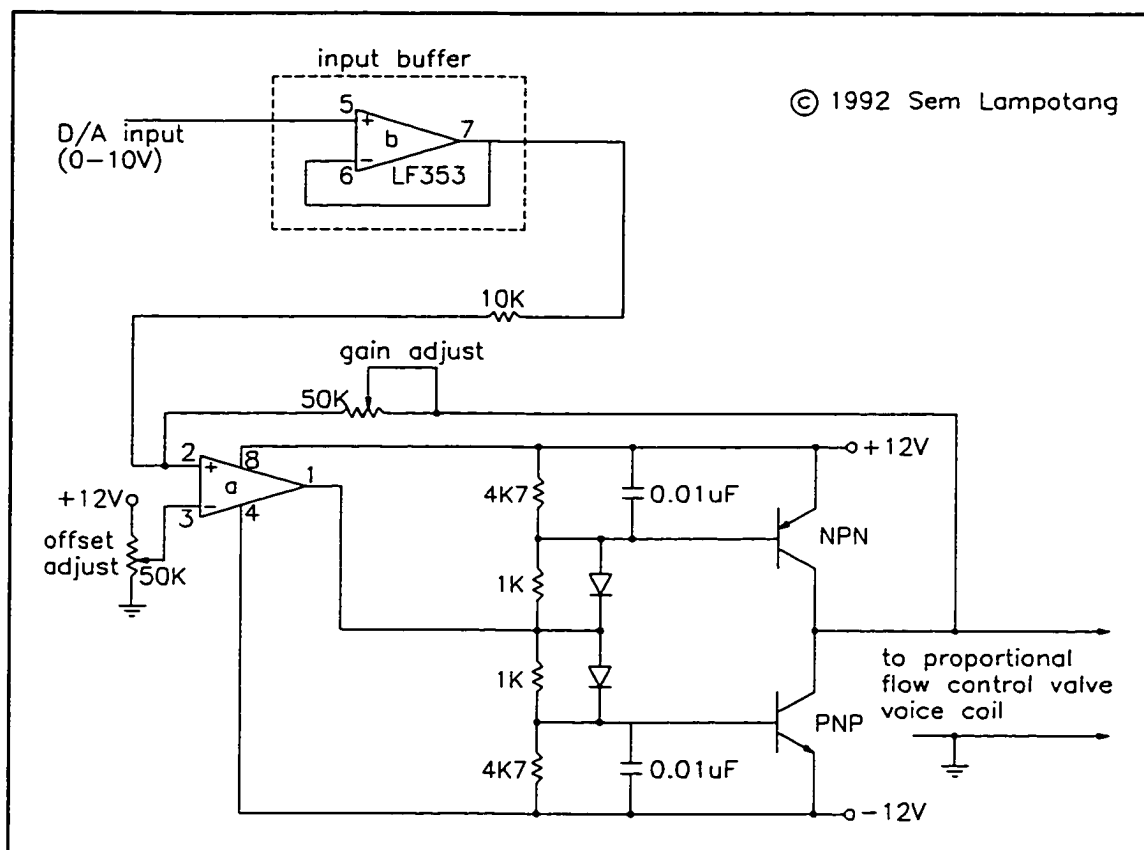 input buffer
© 1992 Sem Lampotang
D/A input
(0-10V)
5
+
b
7
-
6
LF353
10K
gain adjust
50K
2
+
8
a
1
-
3
4
+12V
offset
adjust
50K
+12V
4K7
0.01uF
NPN
1K
1K
to proportional
flow control valve
voice coil
PNP
4K7
0.01uF
-12V